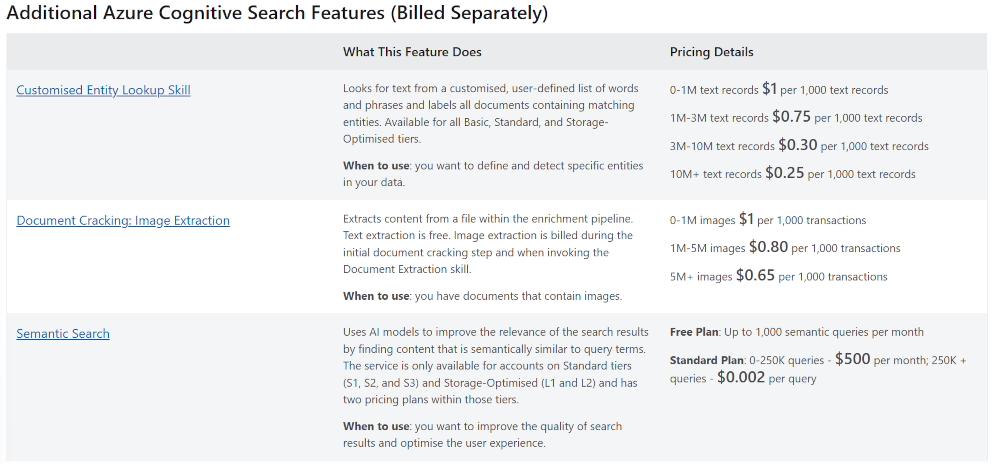 Additional Azure Cognitive Search Features (Billed Separately)
What This Feature Does
Pricing Details
Customised Entity Lookup Skill
Looks for text from a customised, user-defined list of words
and phrases and labels all documents containing matching
entities. Available for all Basic, Standard, and Storage-
Optimised tiers.
When to use: you want to define and detect specific entities
in your data.
0-1M text records $1 per 1,000 text records
1M-3M text records $0.75 per 1,000 text records
3M-10M text records $0.30 per 1,000 text records
10M+ text records $0.25 per 1,000 text records
Document Cracking: Image Extraction
Extracts content from a file within the enrichment pipeline.
Text extraction is free. Image extraction is billed during the
initial document cracking step and when invoking the
Document Extraction skill.
When to use: you have documents that contain images.
0-1M images $1 per 1,000 transactions
1M-5M images $0.80 per 1,000 transactions
5M+ images $0.65 per 1,000 transactions
Semantic Search
Uses AI models to improve the relevance of the search results
by finding content that is semantically similar to query terms.
The service is only available for accounts on Standard tiers
(S1, S2, and S3) and Storage-Optimised (L1 and L2) and has
two pricing plans within those tiers.
When to use: you want to improve the quality of search
results and optimise the user experience.
Free Plan: Up to 1,000 semantic queries per month
Standard Plan: 0-250K queries - $500 per month; 250K +
queries - $0.002 per query